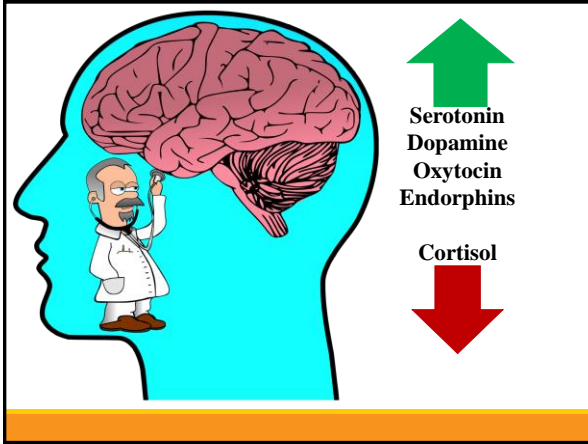 Serotonin
Dopamine
Oxytocin
Endorphins
Cortisol